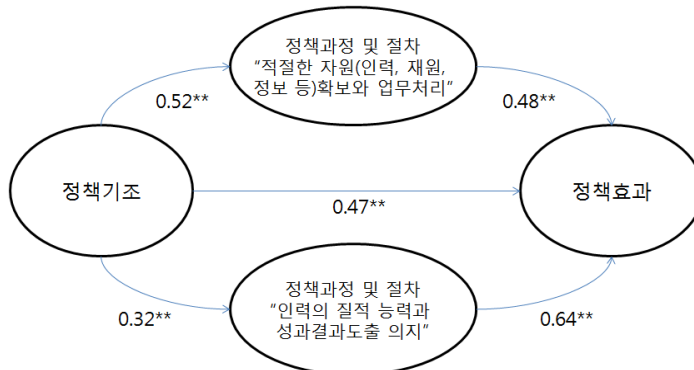 정책과정 및 절차
“적절한 자원(인력, 재원,
정보 등)확보와 업무처리”
0.52**
0.48**
정책기조
정책효과
0.47**
정책과정 및 절차
“인력의 질적 능력과
성과결과도출 의지”
0.32**
0.64**